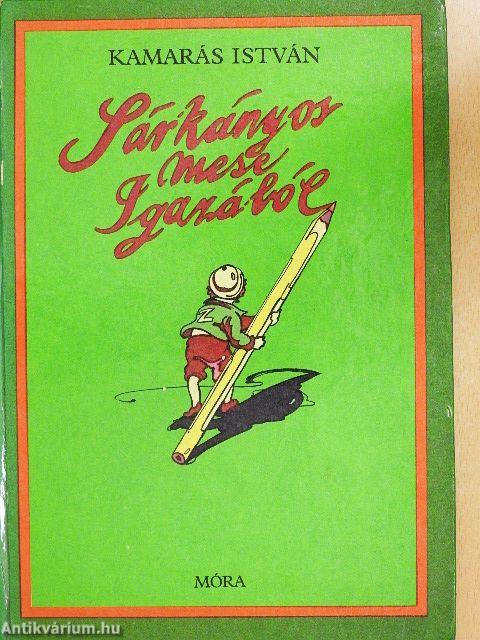 KAMARÁS ISTVÁN
Sárkányos
mese
Igazából
Z
MÓRA
Antikvárium.hu